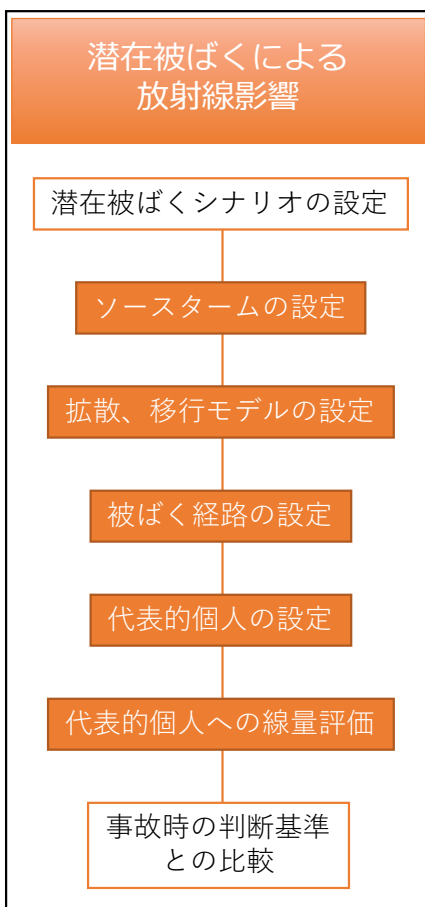 潜在被ばくによる
放射線影響
潜在被ばくシナリオの設定
ソースタームの設定
拡散、移行モデルの設定
被ばく経路の設定
代表的個人の設定
代表的個人への線量評価
事故時の判断基準
との比較